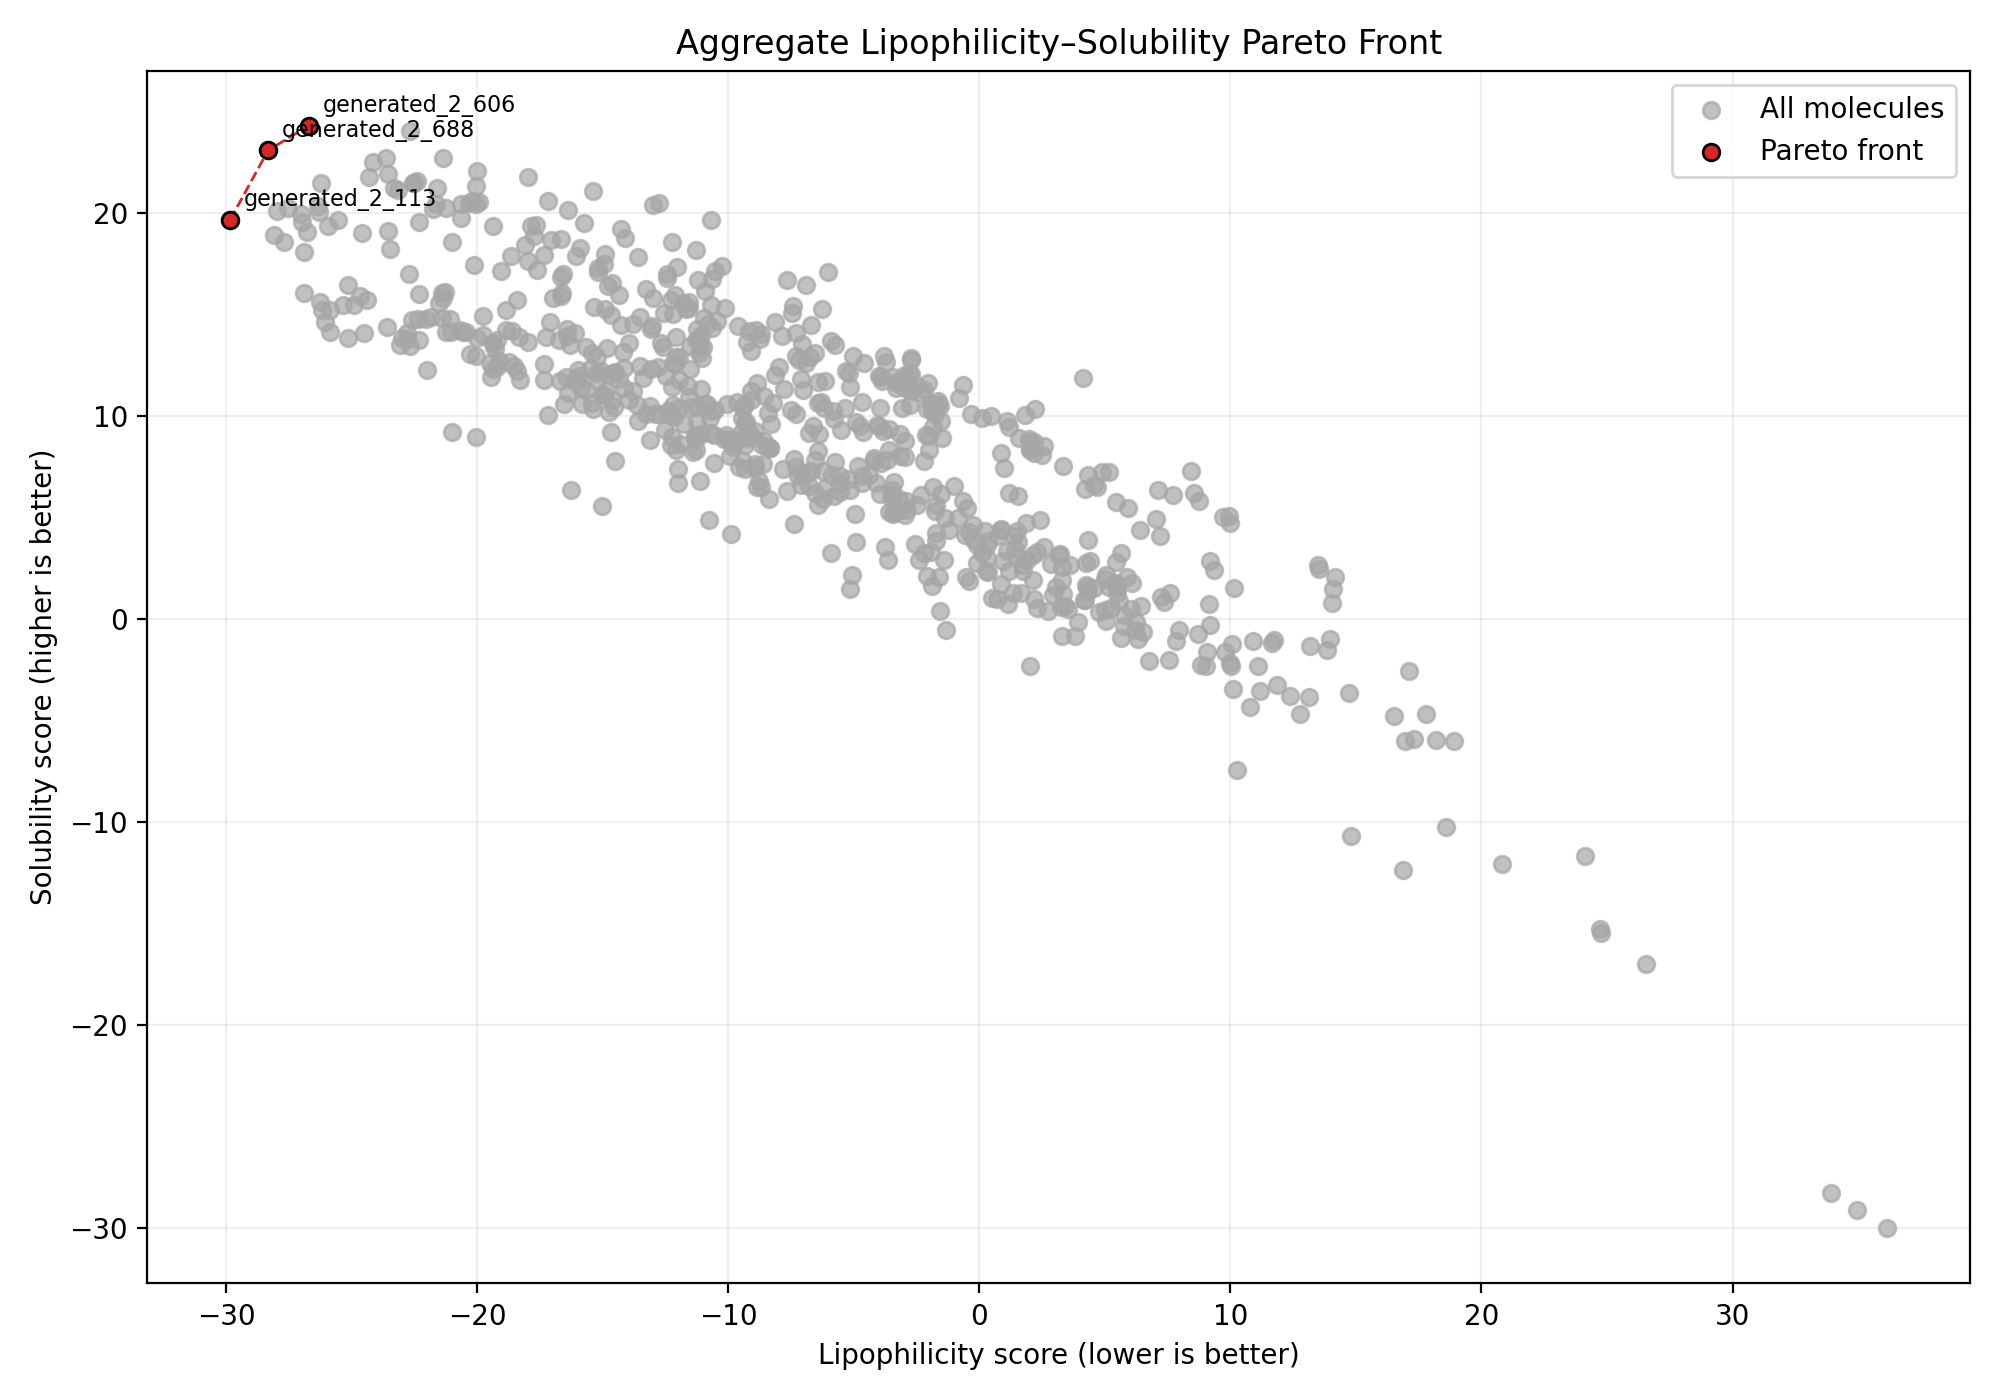 Aggregate Lipophilicity–Solubility Pareto Front
generated_2_606
generated_2_688
generated_2_113
All molecules
Pareto front
Solubility score (higher is better)
20
10
0
−10
−20
−30
−30
−20
−10
0
10
20
30
Lipophilicity score (lower is better)